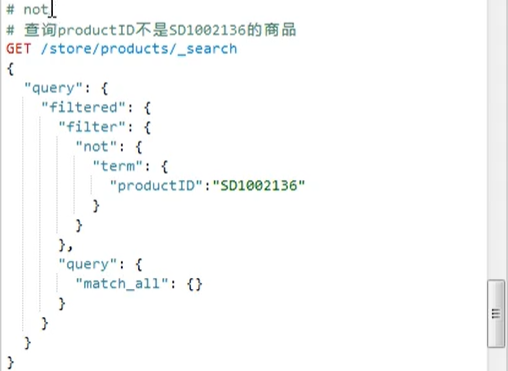 # not
# 查询productID不是SD1002136的商品
GET /store/products/_search
{
  "query": {
    "filtered": {
      "filter": {
        "not": {
          "term": {
            "productID":"SD1002136"
          }
        }
      },
      "query": {
        "match_all": {}
      }
    }
  }
}